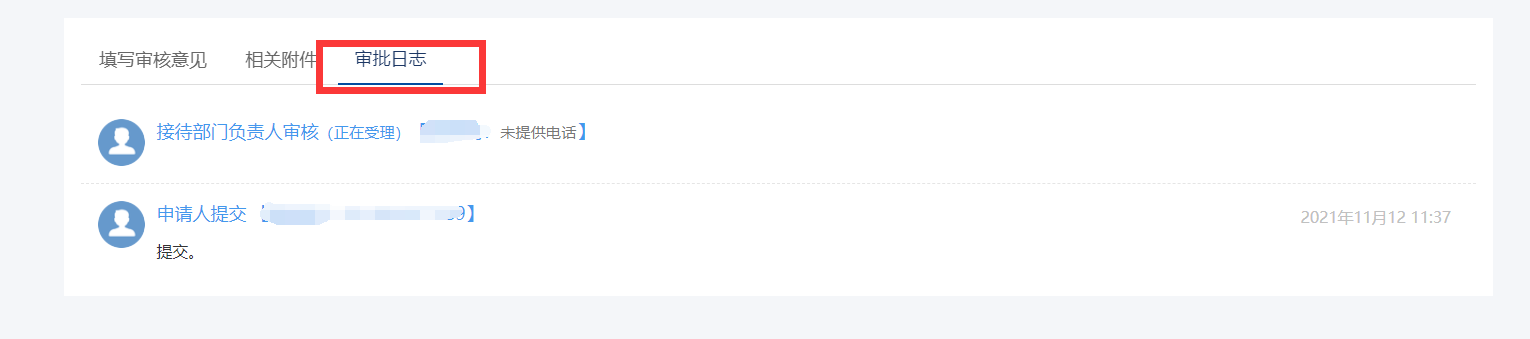 填写审核意见 相关附件 审批日志
接待部门负责人审核（正在受理） 未提供电话】
申请人提交 9】 2021年11月12 11:37
提交。